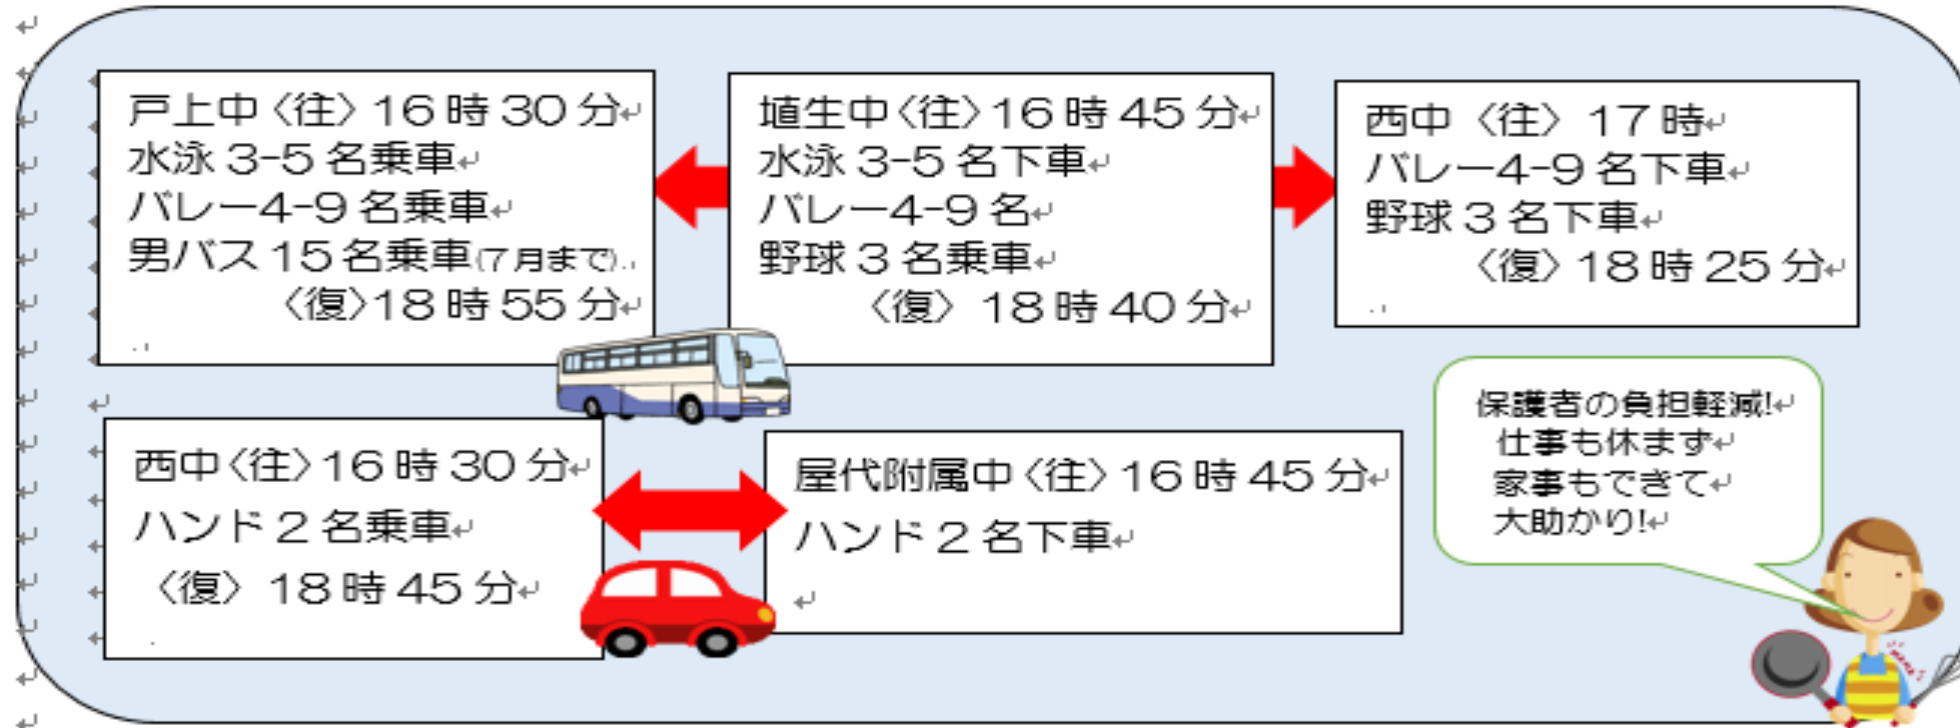 戸上中〈往〉16時30分
水泳3-5名乗車
バレー4-9名乗車
男バス15名乗車(7月まで)
〈復〉18時55分
埴生中〈往〉16時45分
水泳3-5名下車
バレー4-9名
野球3名乗車
〈復〉18時40分
西中〈往〉17時
バレー4-9名下車
野球3名下車
〈復〉18時25分
西中〈往〉16時30分
ハンド2名乗車
〈復〉18時45分
屋代附属中〈往〉16時45分
ハンド2名下車
保護者の負担軽減!
仕事も休まず
家事もできて
大助かり!